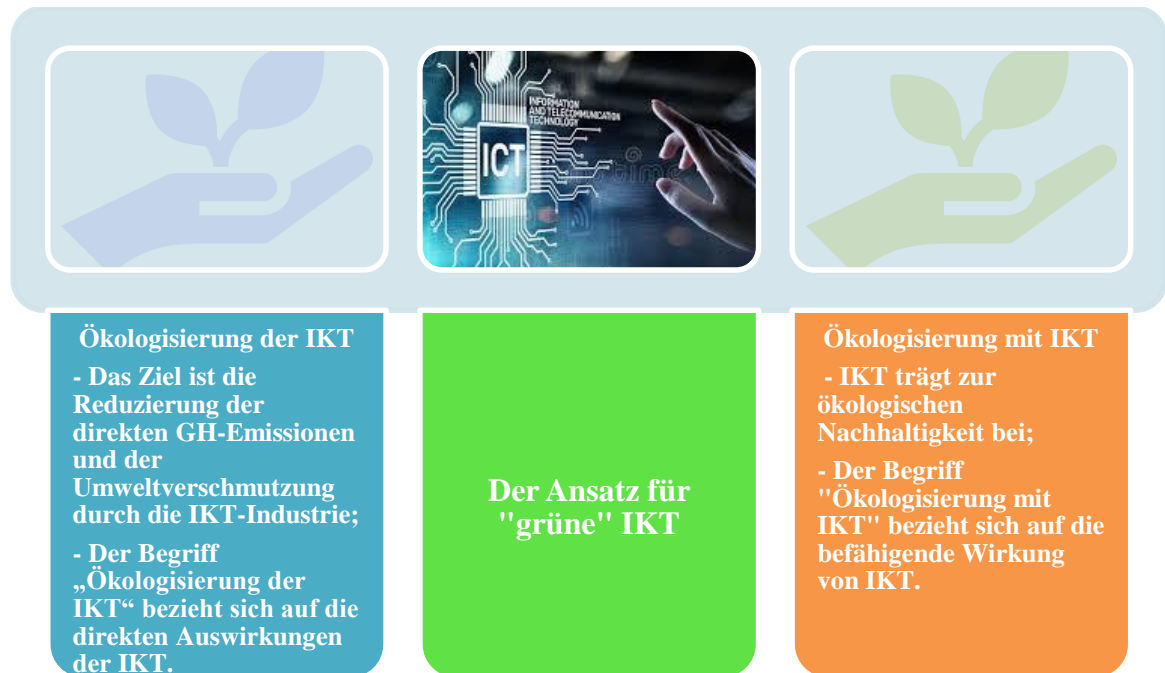 INFORMATION
AND TELECOMMUNICATION
TECHNOLOGY
ICT
Ökologisierung der IKT
- Das Ziel ist die
Reduzierung der
direkten GH-Emissionen
und der
Umweltverschmutzung
durch die IKT-Industrie;
- Der Begriff
„Ökologisierung der
IKT“ bezieht sich auf die
direkten Auswirkungen
der IKT.
Der Ansatz für
"grüne" IKT
Ökologisierung mit IKT
- IKT trägt zur
ökologischen
Nachhaltigkeit bei;
- Der Begriff
"Ökologisierung mit
IKT" bezieht sich auf die
befähigende Wirkung
von IKT.